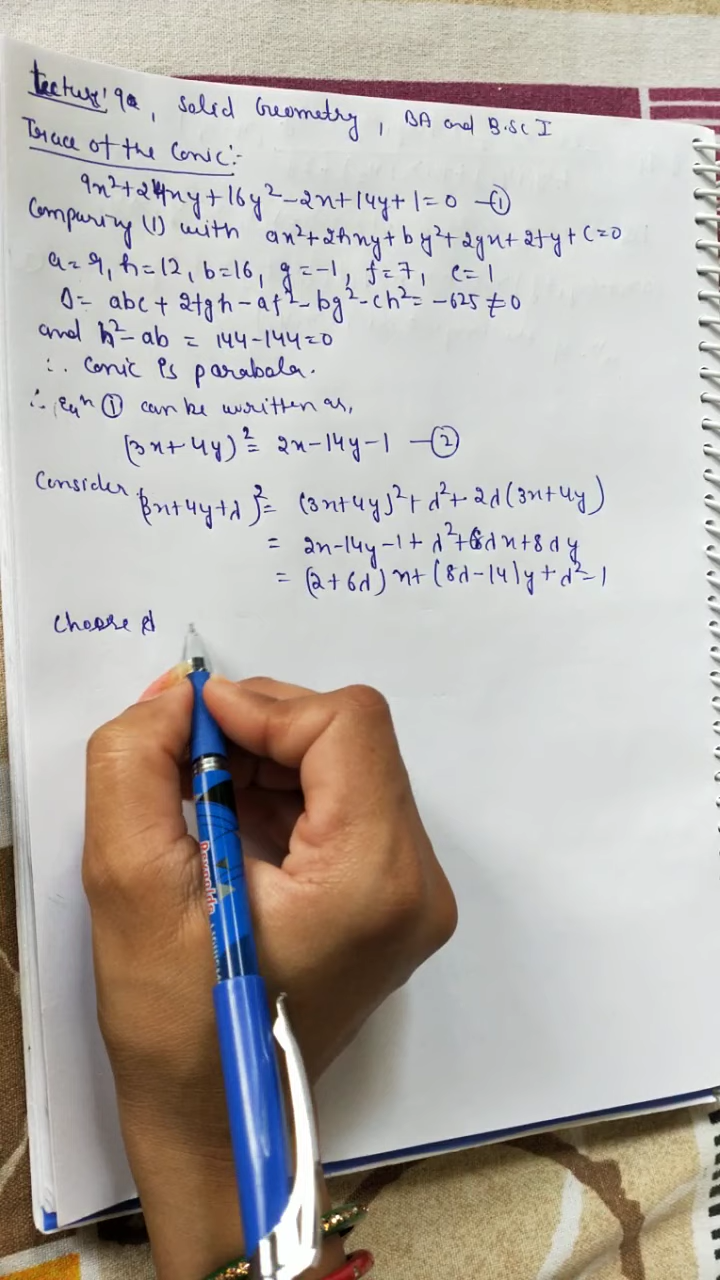 Lecture: 9a, Solid Geometry, BA and B.Sc I
Trace of the Conic:-
9x²+24xy+16y²-2x+14y+1=0 —①
Comparing (1) with ax²+2hxy+by²+2gx+2fy+c=0
a=9, h=12, b=16, g=-1, f=7, c=1
Δ= abc+2fgh-af²-bg²-ch²= -625≠0
and h²-ab = 144-144=0
∴ Conic is parabola.
∴ Eqⁿ ① can be written as,
(3x+4y)²= 2x-14y-1 —②
Consider (3x+4y+λ)²= (3x+4y)²+λ²+2λ(3x+4y)
= 2x-14y-1+λ²+6λx+8λy
= (2+6λ)x+(8λ-14)y+λ²-1
Choose λ
Reynolds